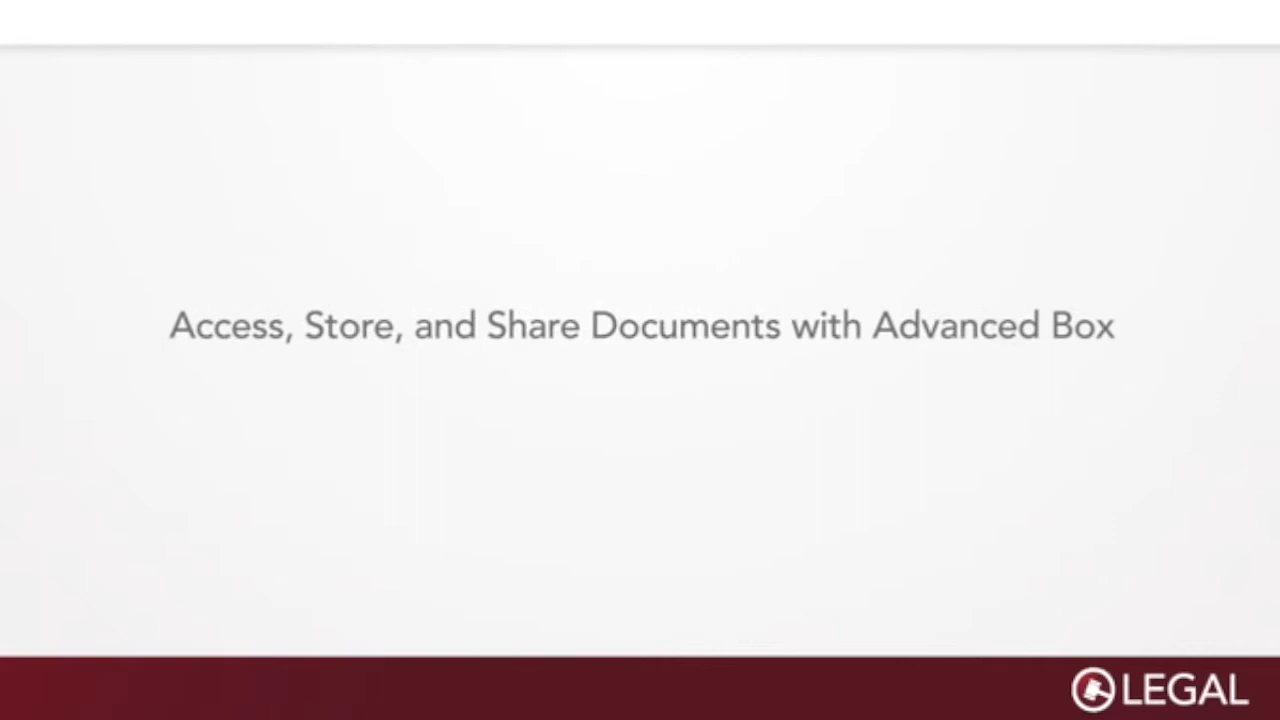 Access, Store, and Share Documents with Advanced Box
LEGAL